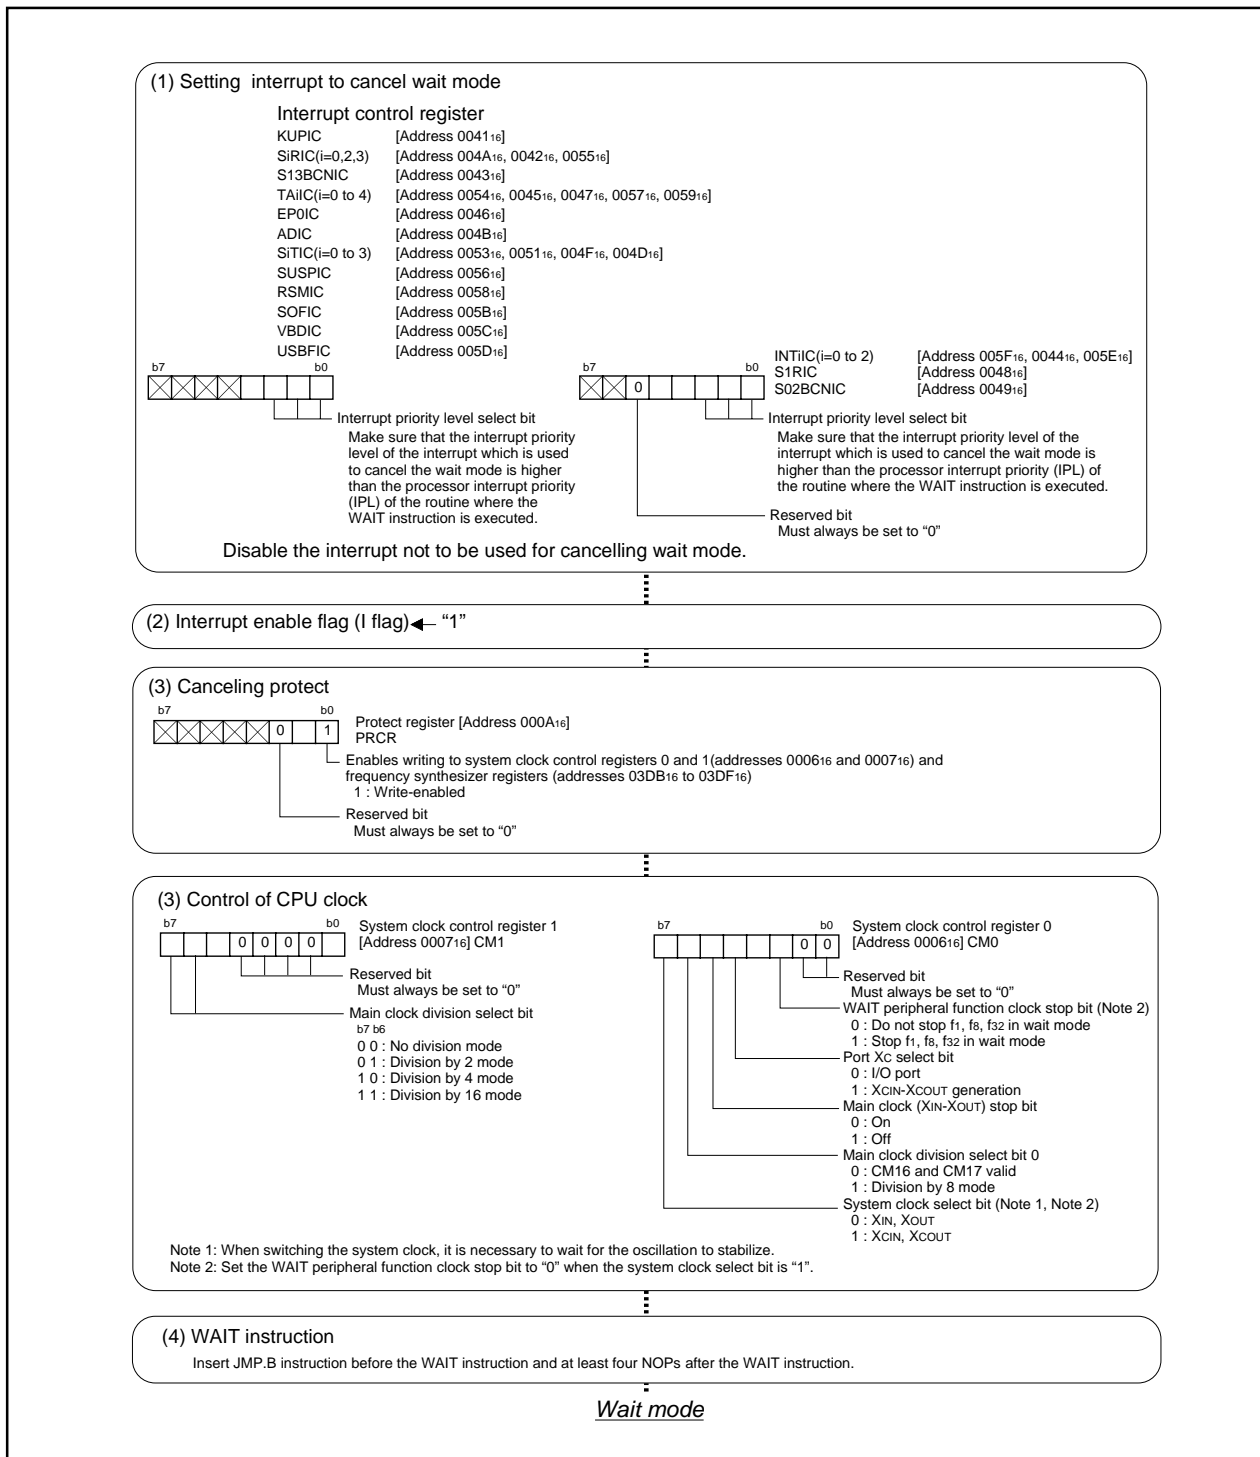 (1) Setting  interrupt to cancel wait mode
Interrupt control register
KUPIC [Address 004116]
SiRIC(i=0,2,3) [Address 004A16, 004216, 005516]
S13BCNIC [Address 004316]
TAiIC(i=0 to 4) [Address 005416, 004516, 004716, 005716, 005916]
EP0IC [Address 004616]
ADIC [Address 004B16]
SiTIC(i=0 to 3) [Address 005316, 005116, 004F16, 004D16]
SUSPIC [Address 005616]
RSMIC [Address 005816]
SOFIC [Address 005B16]
VBDIC [Address 005C16]
USBFIC [Address 005D16]
b7 b0
Interrupt priority level select bit
Make sure that the interrupt priority
level of the interrupt which is used
to cancel the wait mode is higher
than the processor interrupt priority
(IPL) of the routine where the
WAIT instruction is executed.
INTiIC(i=0 to 2) [Address 005F16, 004416, 005E16]
S1RIC [Address 004816]
S02BCNIC [Address 004916]
b7 b0
0
Interrupt priority level select bit
Make sure that the interrupt priority level of the
interrupt which is used to cancel the wait mode is
higher than the processor interrupt priority (IPL) of
the routine where the WAIT instruction is executed.
Reserved bit
Must always be set to “0”
Disable the interrupt not to be used for cancelling wait mode.
(2) Interrupt enable flag (I flag) ← “1”
(3) Canceling protect
b7 b0
0 1
Protect register [Address 000A16]
PRCR
Enables writing to system clock control registers 0 and 1(addresses 000616 and 000716) and
frequency synthesizer registers (addresses 03DB16 to 03DF16)
1 : Write-enabled
Reserved bit
Must always be set to “0”
(3) Control of CPU clock
b7 b0
0 0 0 0
System clock control register 1
[Address 000716] CM1
Reserved bit
Must always be set to “0”
Main clock division select bit
b7 b6
0 0 : No division mode
0 1 : Division by 2 mode
1 0 : Division by 4 mode
1 1 : Division by 16 mode
b7 b0
0 0
System clock control register 0
[Address 000616] CM0
Reserved bit
Must always be set to “0”
WAIT peripheral function clock stop bit (Note 2)
0 : Do not stop f1, f8, f32 in wait mode
1 : Stop f1, f8, f32 in wait mode
Port XC select bit
0 : I/O port
1 : XCIN-XCOUT generation
Main clock (XIN-XOUT) stop bit
0 : On
1 : Off
Main clock division select bit 0
0 : CM16 and CM17 valid
1 : Division by 8 mode
System clock select bit (Note 1, Note 2)
0 : XIN, XOUT
1 : XCIN, XCOUT
Note 1: When switching the system clock, it is necessary to wait for the oscillation to stabilize.
Note 2: Set the WAIT peripheral function clock stop bit to “0” when the system clock select bit is “1”.
(4) WAIT instruction
Insert JMP.B instruction before the WAIT instruction and at least four NOPs after the WAIT instruction.
Wait mode